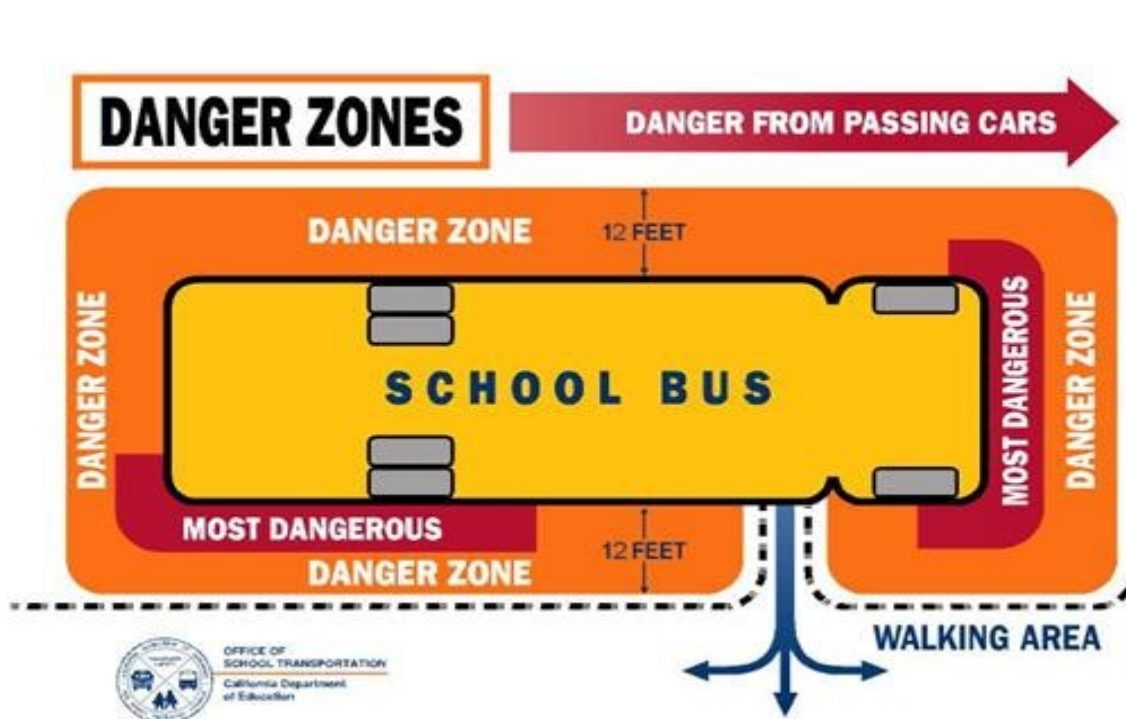 DANGER ZONES
DANGER FROM PASSING CARS
DANGER ZONE
12 FEET
DANGER ZONE
SCHOOL BUS
MOST DANGEROUS
DANGER ZONE
MOST DANGEROUS
12 FEET
DANGER ZONE
WALKING AREA
OFFICE OF
SCHOOL TRANSPORTATION
California Department
of Education